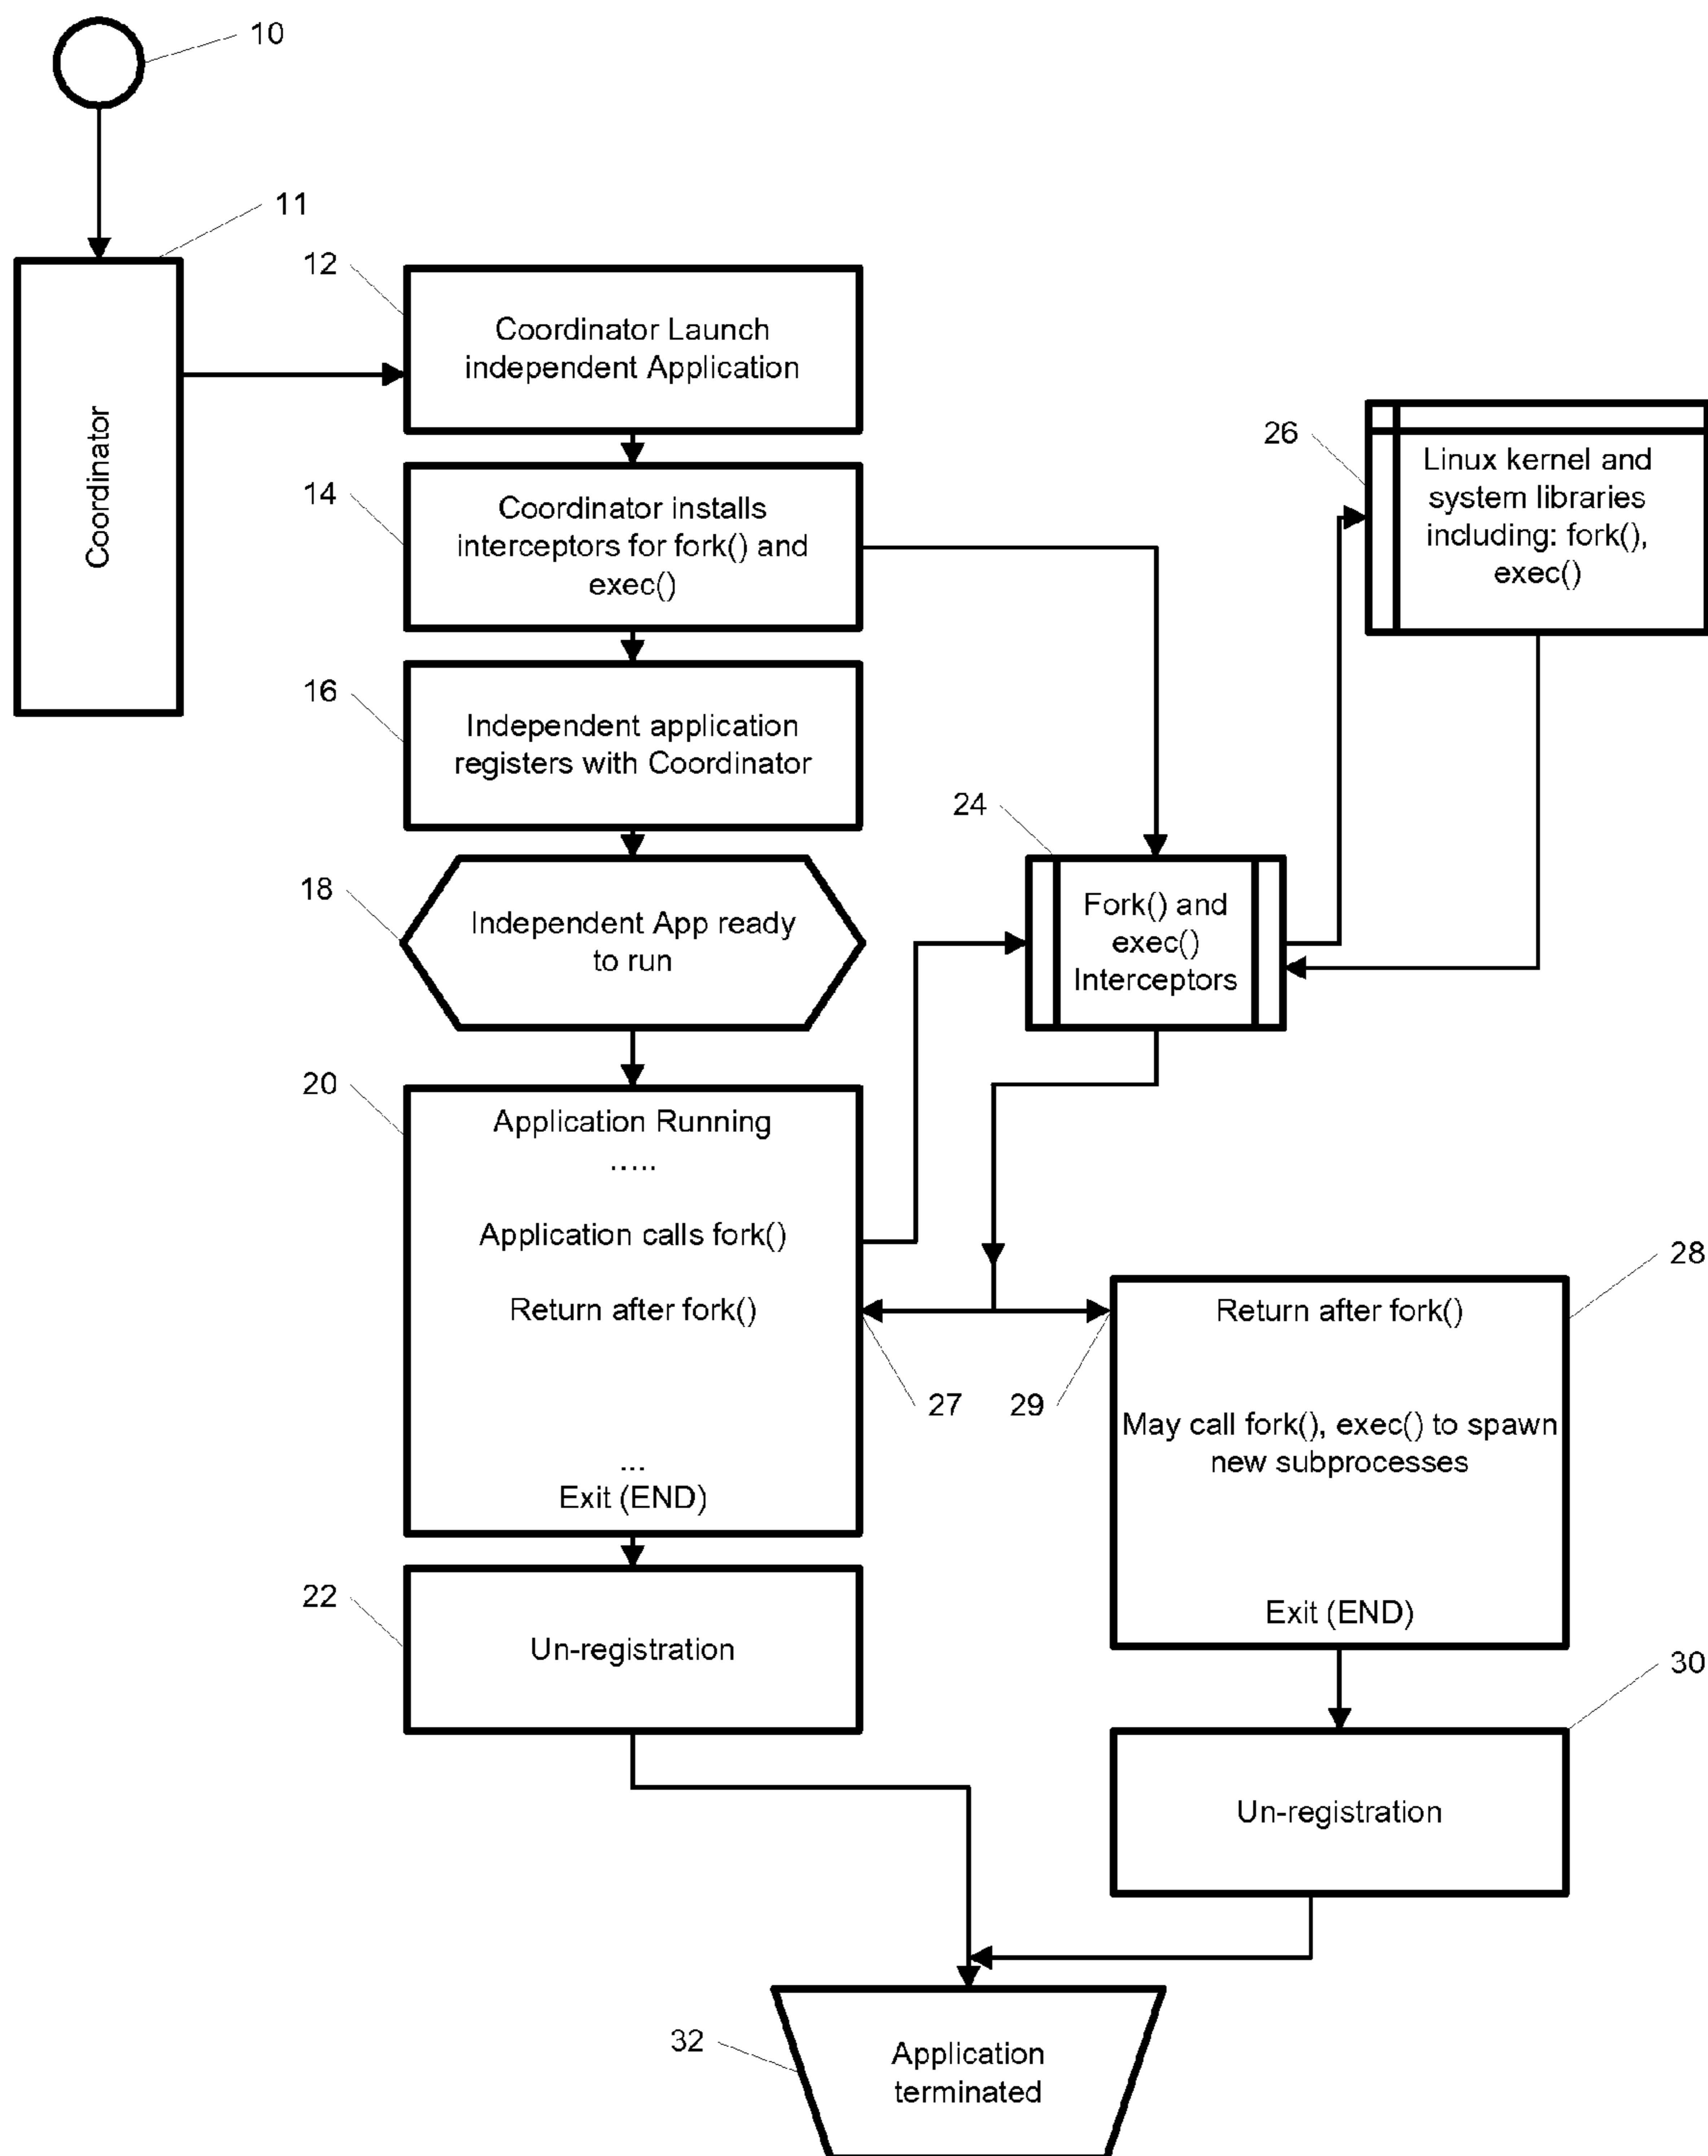 10
11
Coordinator
12
Coordinator Launch
independent Application
14
Coordinator installs
interceptors for fork() and
exec()
16
Independent application
registers with Coordinator
18
Independent App ready
to run
20
Application Running
.....
Application calls fork()
Return after fork()
...
Exit (END)
22
Un-registration
24
Fork() and
exec()
Interceptors
26
Linux kernel and
system libraries
including: fork(),
exec()
27
29
28
Return after fork()
May call fork(), exec() to spawn
new subprocesses
Exit (END)
30
Un-registration
32
Application
terminated